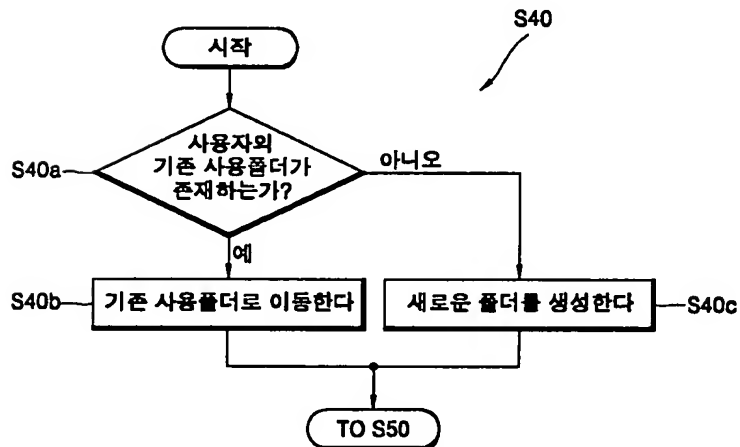 S40
시작
S40a
사용자의
기존 사용폴더가
존재하는가?
아니오
예
S40b
기존 사용폴더로 이동한다
새로운 폴더를 생성한다
S40c
TO S50